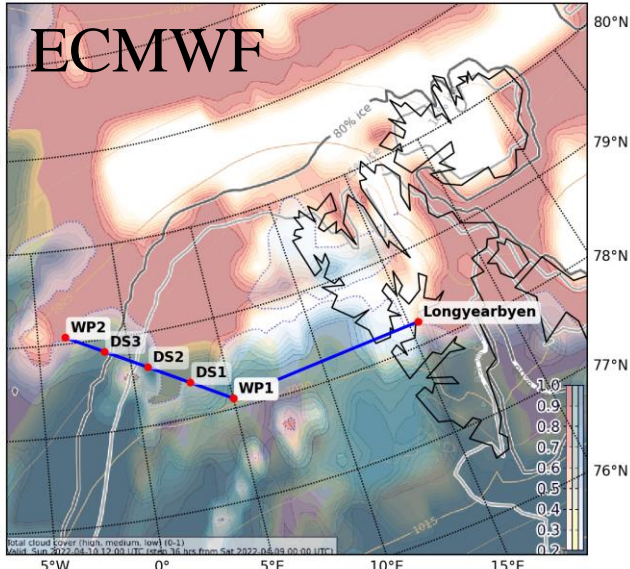 ECMWF
80°N
80% ice
79°N
78°N
Longyearbyen
WP2
DS3
DS2
DS1
WP1
77°N
1.0
0.9
0.8
0.7
0.6
0.5
0.4
0.3
0.2
76°N
1015
Total cloud cover (high, medium, low) (0-1)
Valid: Sun 2022-04-10 12:00 UTC (step 36 hrs from Sat 2022-04-09 00:00 UTC)
5°W
0°E
5°E
10°E
15°E